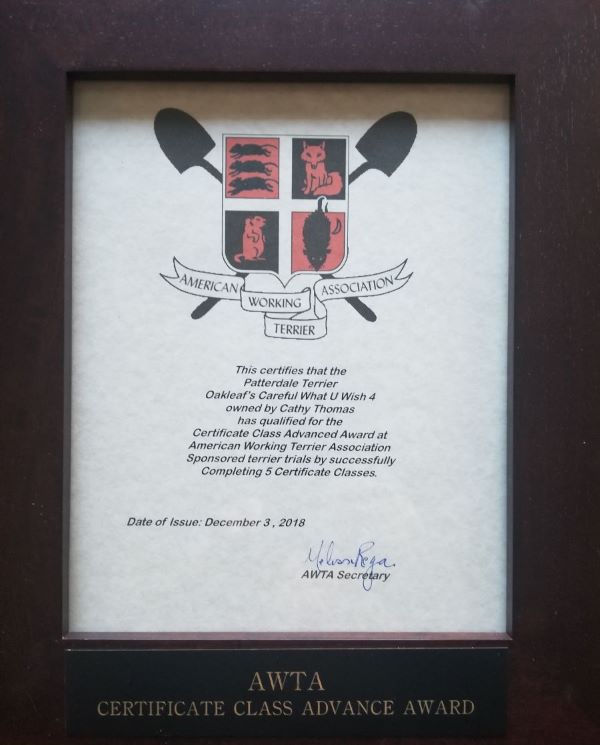 AMERICAN
WORKING
ASSOCIATION
TERRIER
This certifies that the
Patterdale Terrier
Oakleaf's Careful What U Wish 4
owned by Cathy Thomas
has qualified for the
Certificate Class Advanced Award at
American Working Terrier Association
Sponsored terrier trials by successfully
Completing 5 Certificate Classes.
Date of Issue: December 3 , 2018
AWTA Secretary
AWTA
CERTIFICATE CLASS ADVANCE AWARD